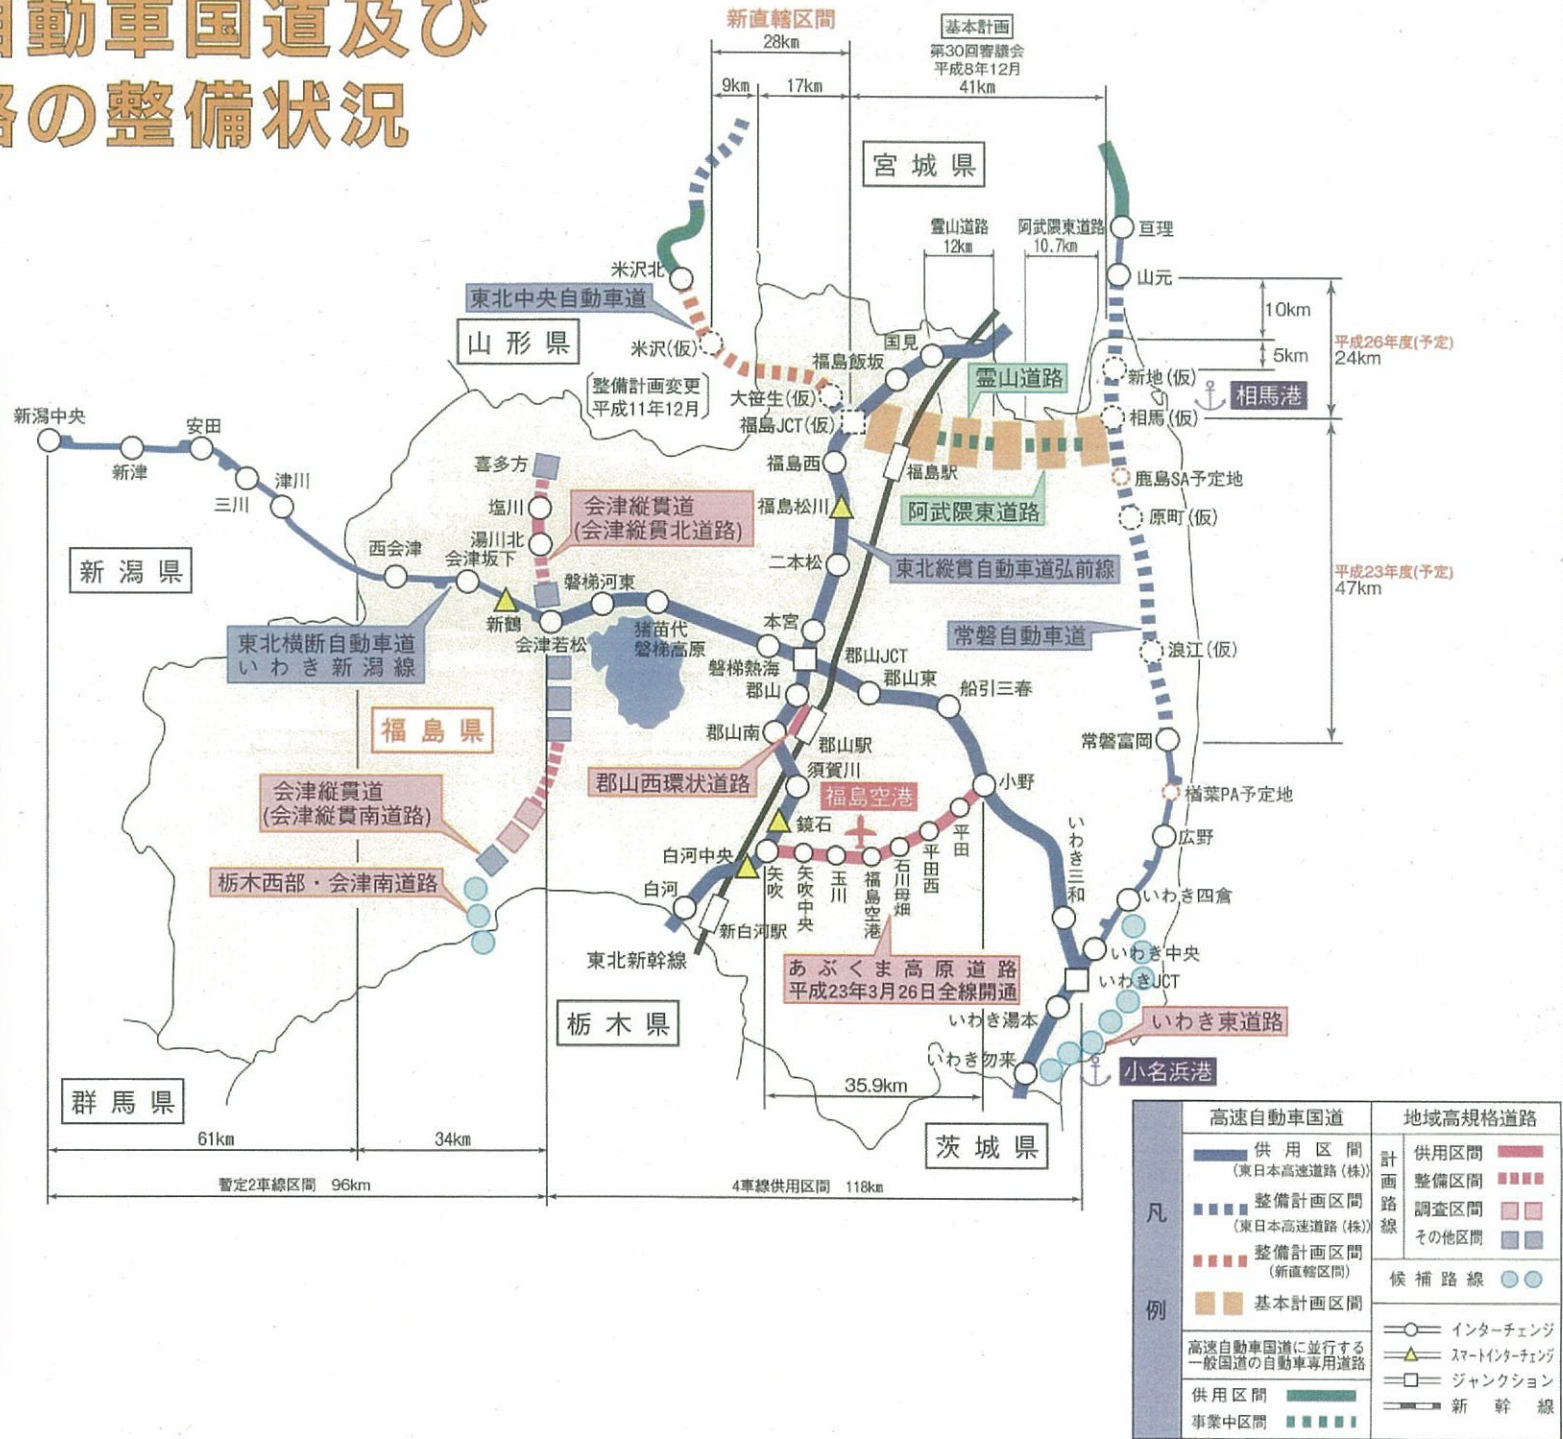 自動車国道及び
路の整備状況
新直轄区間
28km
9km
17km
基本計画
第30回審議会
平成8年12月
41km
宮城県
霊山道路
12km
阿武隈東道路
10.7km
亘理
山元
10km
5km
平成26年度(予定)
24km
米沢北
東北中央自動車道
山形県
米沢(仮)
整備計画変更
平成11年12月
国見
福島飯坂
大笹生(仮)
福島JCT(仮)
霊山道路
新地(仮)
相馬港
相馬(仮)
新潟中央
新津
安田
三川
津川
喜多方
塩川
湯川北
会津縦貫道
(会津縦貫北道路)
福島西
福島駅
福島松川
阿武隈東道路
鹿島SA予定地
原町(仮)
新潟県
西会津
会津坂下
二本松
東北縦貫自動車道弘前線
平成23年度(予定)
47km
新鶴
磐梯河東
会津若松
猪苗代
磐梯高原
本宮
常磐自動車道
浪江(仮)
東北横断自動車道
いわき新潟線
磐梯熱海
郡山JCT
郡山
郡山東
船引三春
福島県
郡山南
郡山駅
常磐富岡
郡山西環状道路
須賀川
福島空港
小野
楢葉PA予定地
会津縦貫道
(会津縦貫南道路)
鏡石
広野
栃木西部・会津南道路
白河中央
白河
矢吹
矢吹中央
玉川
福島空港
石川母畑
平田西
平田
いわき三和
いわき四倉
新白河駅
東北新幹線
あぶくま高原道路
平成23年3月26日全線開通
いわき中央
いわきJCT
栃木県
いわき湯本
いわき東道路
いわき勿来
小名浜港
群馬県
35.9km
茨城県
61km
34km
暫定2車線区間 96km
4車線供用区間 118km
凡例
高速自動車国道
供用区間
(東日本高速道路(株))
整備計画区間
(東日本高速道路(株))
整備計画区間
(新直轄区間)
基本計画区間
高速自動車国道に並行する
一般国道の自動車専用道路
供用区間
事業中区間
地域高規格道路
計画路線
供用区間
整備区間
調査区間
その他区間
候補路線
インターチェンジ
スマートインターチェンジ
ジャンクション
新幹線